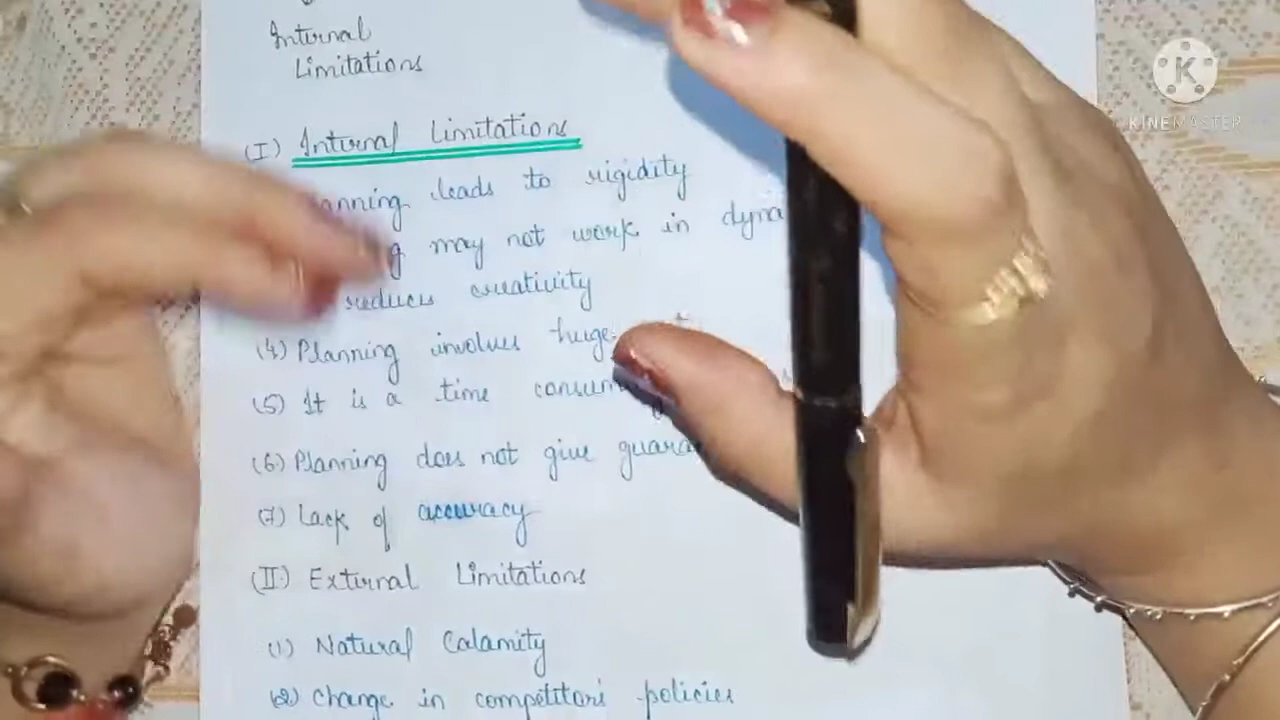 Internal
Limitations
(I) Internal Limitations
leads to rigidity
may not work in
reduces creativity
(4) Planning involves huge
(5) It is a time
(6) Planning does not give
(7) Lack of accuracy
(II) External Limitations
(1) Natural Calamity
(2) Change in competitors policies
KINEMASTER